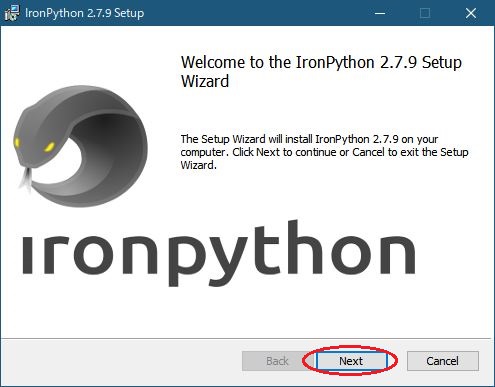 IronPython 2.7.9 Setup
Welcome to the IronPython 2.7.9 Setup
Wizard
The Setup Wizard will install IronPython 2.7.9 on your
computer. Click Next to continue or Cancel to exit the Setup
Wizard.
ironpython
Back Next Cancel